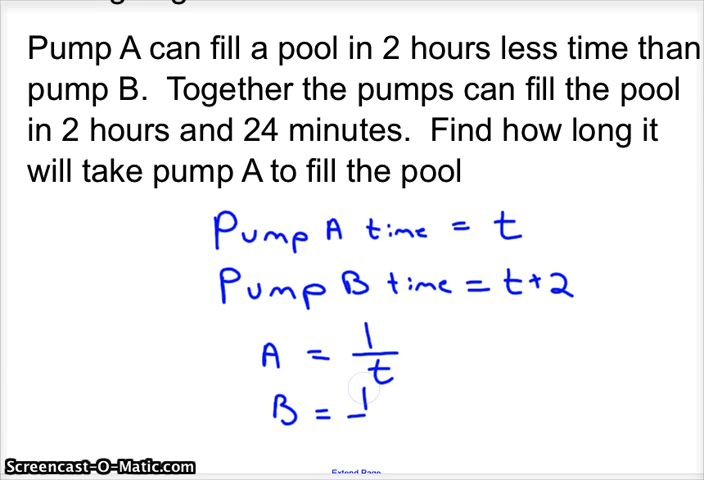 Pump A can fill a pool in 2 hours less time than
pump B. Together the pumps can fill the pool
in 2 hours and 24 minutes. Find how long it
will take pump A to fill the pool
Pump A time = t
Pump B time = t+2
A = 1/t
B = 1
Screencast-O-Matic.com
Extend Page